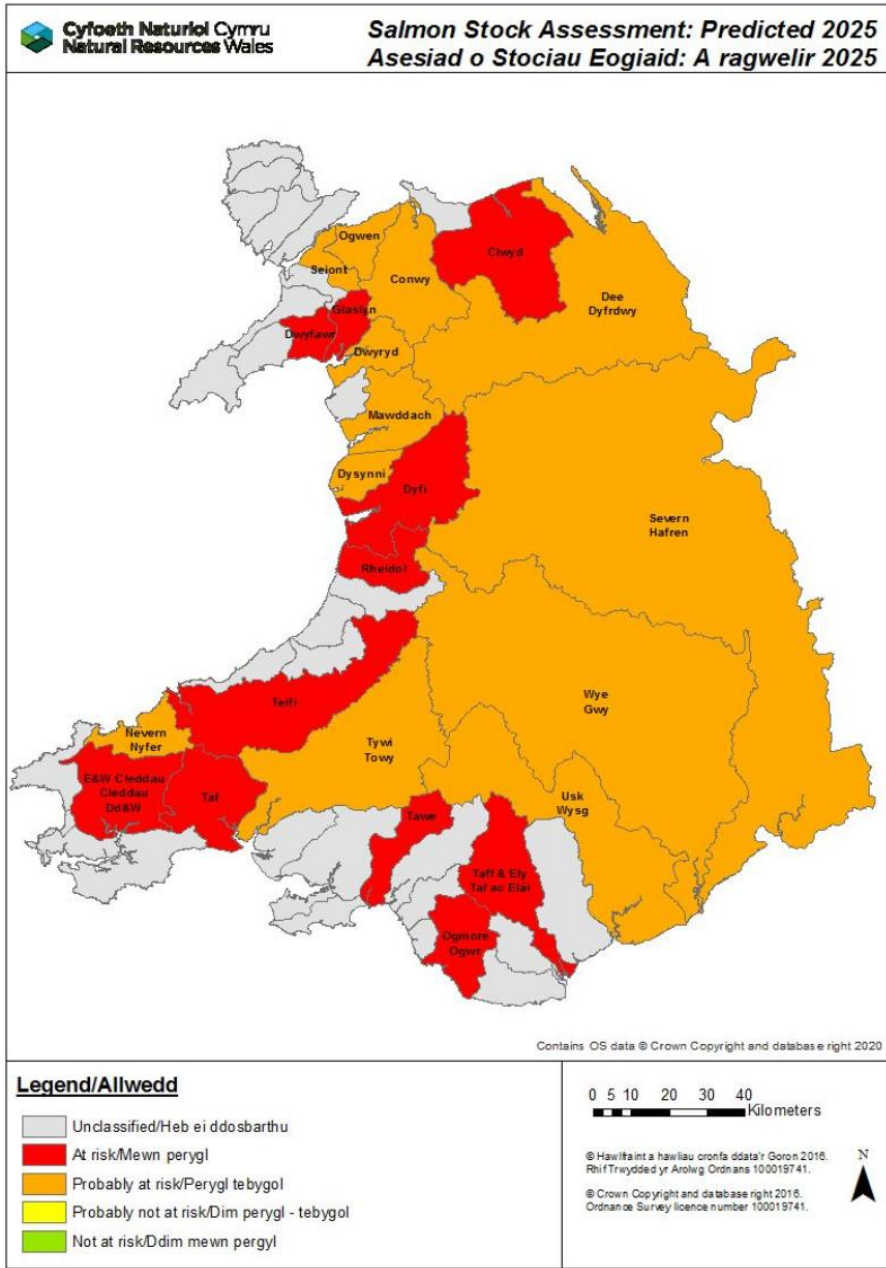 Cyfoeth Naturiol Cymru
Natural Resources Wales
Salmon Stock Assessment: Predicted 2025
Asesiad o Stociau Eogiaid: A ragwelir 2025
Ogwen
Seiont
Conwy
Clwyd
Glaslyn
Dwyfawr
Dwyryd
Dee
Dyfrdwy
Mawddach
Dysynni
Dyfi
Severn
Hafren
Rheidol
Teifi
Wye
Gwy
Nevern
Nyfer
Tywi
Towy
E&W Cleddau
Cleddau
Dd&W
Taf
Usk
Wysg
Tawe
Taff & Ely
Taf ac Elái
Ogmore
Ogwr
Contains OS data © Crown Copyright and database right 2020
Legend/Allwedd
Unclassified/Heb ei ddosbarthu
At risk/Mewn perygl
Probably at risk/Perygl tebygol
Probably not at risk/Dim perygl - tebygol
Not at risk/Ddim mewn pergyl
0 5 10 20 30 40
Kilometers
© Hawlfraint a hawliau cronfa ddata'r Goron 2016.
Rhif Trwydded yr Arolwg Ordnans 100019741.
© Crown Copyright and database right 2016.
Ordnance Survey licence number 100019741.
N